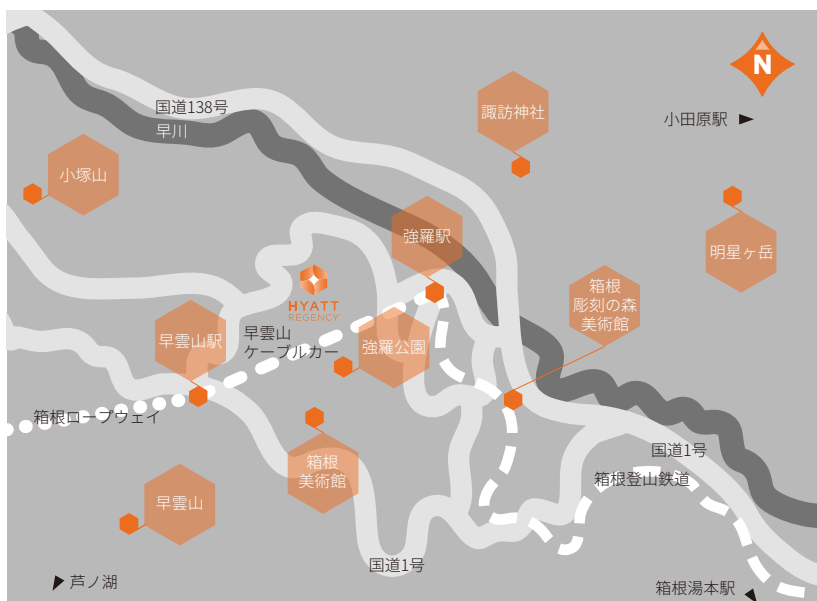 N
諏訪神社
国道138号
小田原駅
早川
小塚山
強羅駅
明星ヶ岳
箱根
彫刻の森
美術館
HYATT
REGENCY
早雲山駅
早雲山
ケーブルカー
強羅公園
箱根ロープウェイ
国道1号
箱根
美術館
箱根登山鉄道
早雲山
国道1号
芦ノ湖
箱根湯本駅